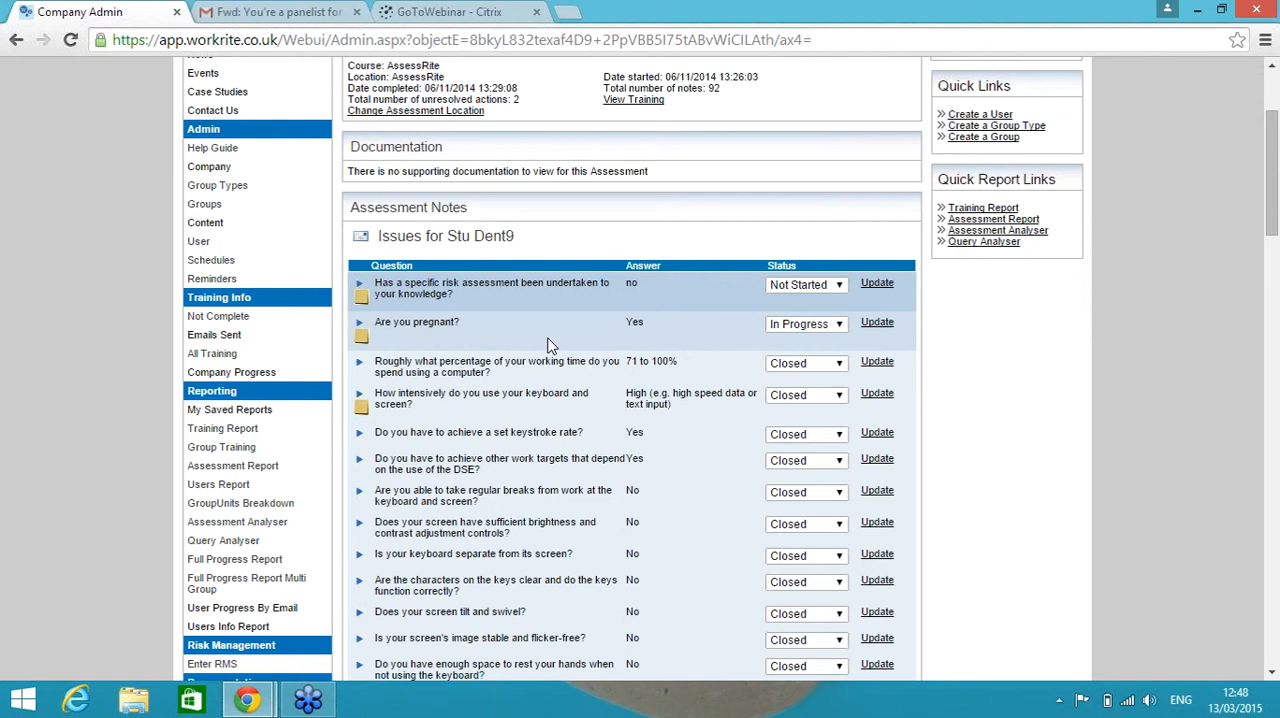 Company Admin
Fwd: You're a panelist for
GoToWebinar - Citrix
https://app.workrite.co.uk/Webui/Admin.aspx?objectE=8bkyL832texaf4D9+2PpVBB5I75tABvWiCILAth/ax4=
Events
Case Studies
Contact Us
Admin
Help Guide
Company
Group Types
Groups
Content
User
Schedules
Reminders
Training Info
Not Complete
Emails Sent
All Training
Company Progress
Reporting
My Saved Reports
Training Report
Group Training
Assessment Report
Users Report
GroupUnits Breakdown
Assessment Analyser
Query Analyser
Full Progress Report
Full Progress Report Multi
Group
User Progress By Email
Users Info Report
Risk Management
Enter RMS
Course: AssessRite
Location: AssessRite
Date started: 06/11/2014 13:26:03
Date completed: 06/11/2014 13:29:08
Total number of notes: 92
Total number of unresolved actions: 2
View Training
Change Assessment Location
Documentation
There is no supporting documentation to view for this Assessment
Assessment Notes
Issues for Stu Dent9
Question Answer Status
Has a specific risk assessment been undertaken to no Not Started Update
your knowledge?
Are you pregnant? Yes In Progress Update
Roughly what percentage of your working time do you 71 to 100% Closed Update
spend using a computer?
How intensively do you use your keyboard and High (e.g. high speed data or Closed Update
screen? text input)
Do you have to achieve a set keystroke rate? Yes Closed Update
Do you have to achieve other work targets that depend Yes Closed Update
on the use of the DSE?
Are you able to take regular breaks from work at the No Closed Update
keyboard and screen?
Does your screen have sufficient brightness and No Closed Update
contrast adjustment controls?
Is your keyboard separate from its screen? No Closed Update
Are the characters on the keys clear and do the keys No Closed Update
function correctly?
Does your screen tilt and swivel? No Closed Update
Is your screen's image stable and flicker-free? No Closed Update
Do you have enough space to rest your hands when No Closed Update
not using the keyboard?
Quick Links
Create a User
Create a Group Type
Create a Group
Quick Report Links
Training Report
Assessment Report
Assessment Analyser
Query Analyser
ENG
12:48
13/03/2015